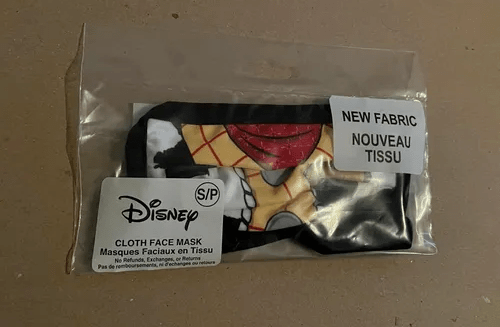 NEW FABRIC
NOUVEAU
TISSU
S/P
Disney
CLOTH FACE MASK
Masques Faciaux en Tissu
No Refunds, Exchanges, or Returns
Pas de remboursements, ni d'echanges ou retours